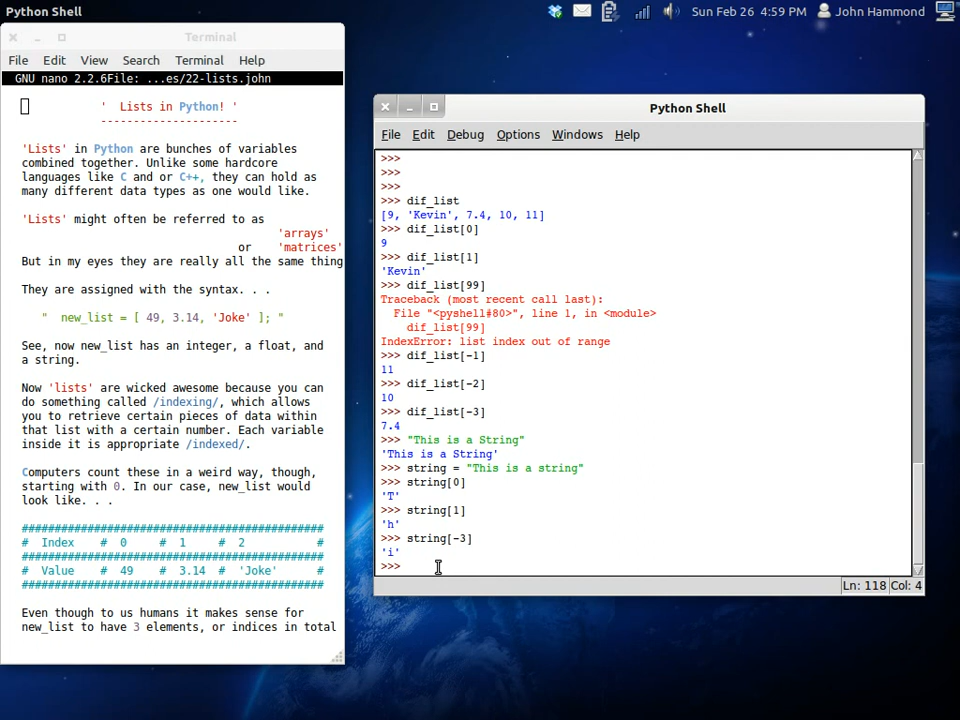 Python Shell
Sun Feb 26 4:59 PM John Hammond
Terminal
File Edit View Search Terminal Help
GNU nano 2.2.6File: ...es/22-lists.john
' Lists in Python! '
--------------------
'Lists' in Python are bunches of variables
combined together. Unlike some hardcore
languages like C and or C++, they can hold as
many different data types as one would like.
'Lists' might often be referred to as
'arrays'
or 'matrices'
But in my eyes they are really all the same thing
They are assigned with the syntax. . .
" new_list = [ 49, 3.14, 'Joke' ]; "
See, now new_list has an integer, a float, and
a string.
Now 'lists' are wicked awesome because you can
do something called /indexing/, which allows
you to retrieve certain pieces of data within
that list with a certain number. Each variable
inside it is appropriate /indexed/.
Computers count these in a weird way, though,
starting with 0. In our case, new_list would
look like. . .
##############################################
# Index # 0 # 1 # 2
##############################################
# Value # 49 # 3.14 # 'Joke' #
##############################################
Even though to us humans it makes sense for
new_list to have 3 elements, or indices in total
Python Shell
File Edit Debug Options Windows Help
>>>
>>>
>>>
>>> dif_list
[9, 'Kevin', 7.4, 10, 11]
>>> dif_list[0]
9
>>> dif_list[1]
'Kevin'
>>> dif_list[99]
Traceback (most recent call last):
File "<pyshell#80>", line 1, in <module>
dif_list[99]
IndexError: list index out of range
>>> dif_list[-1]
11
>>> dif_list[-2]
10
>>> dif_list[-3]
7.4
>>> "This is a String"
'This is a String'
>>> string = "This is a string"
>>> string[0]
'T'
>>> string[1]
'h'
>>> string[-3]
'i'
>>>
Ln: 118 Col: 4